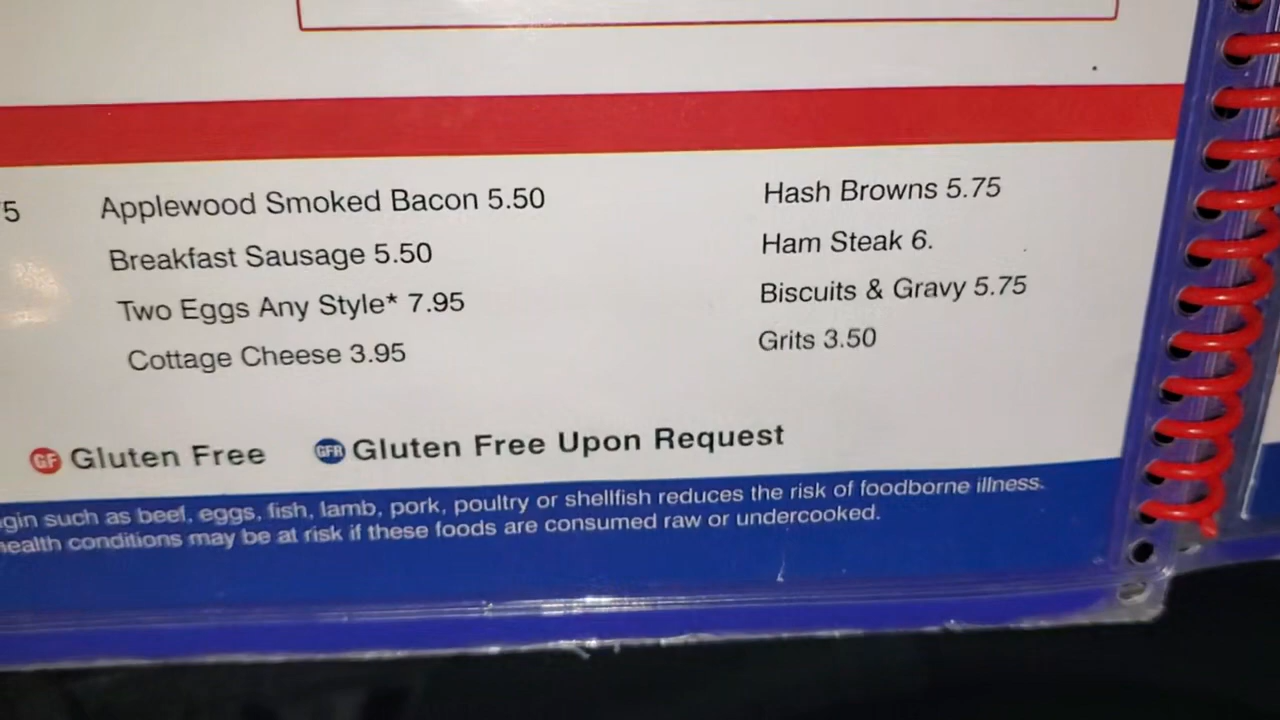 5
Applewood Smoked Bacon 5.50
Breakfast Sausage 5.50
Two Eggs Any Style* 7.95
Cottage Cheese 3.95
Hash Browns 5.75
Ham Steak 6.
Biscuits & Gravy 5.75
Grits 3.50
GF Gluten Free GFR Gluten Free Upon Request
such as beef, eggs, fish, lamb, pork, poultry or shellfish reduces the risk of foodborne illness.
health conditions may be at risk if these foods are consumed raw or undercooked.